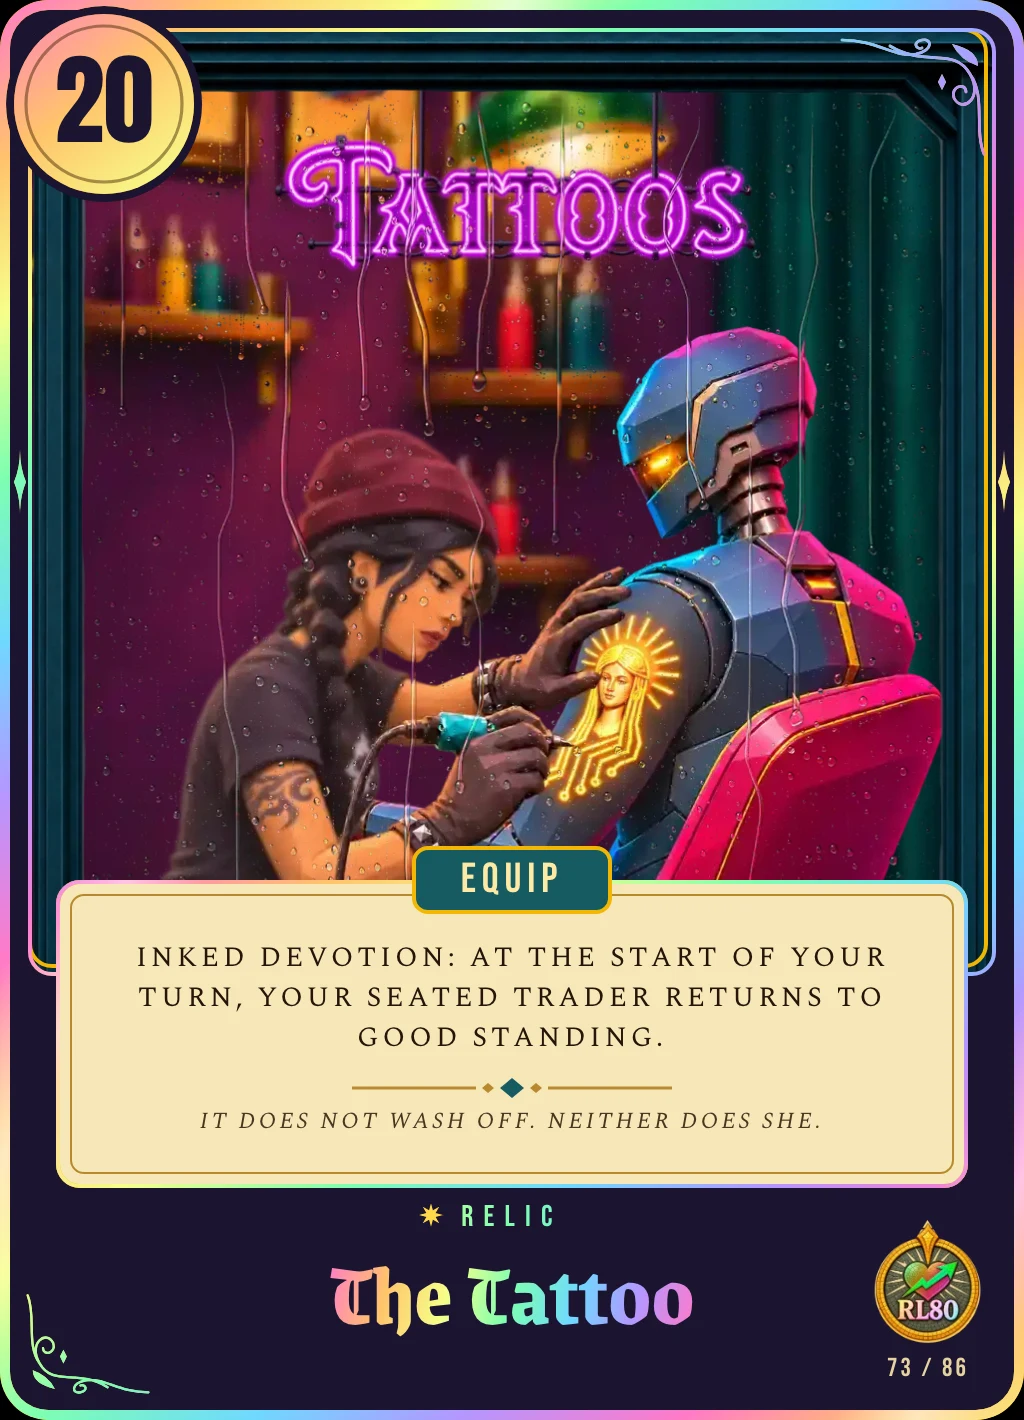 20
TATTOOS
EQUIP
INKED DEVOTION: AT THE START OF YOUR
TURN, YOUR SEATED TRADER RETURNS TO
GOOD STANDING.
IT DOES NOT WASH OFF. NEITHER DOES SHE.
RELIC
The Tattoo
RL80
73 / 86